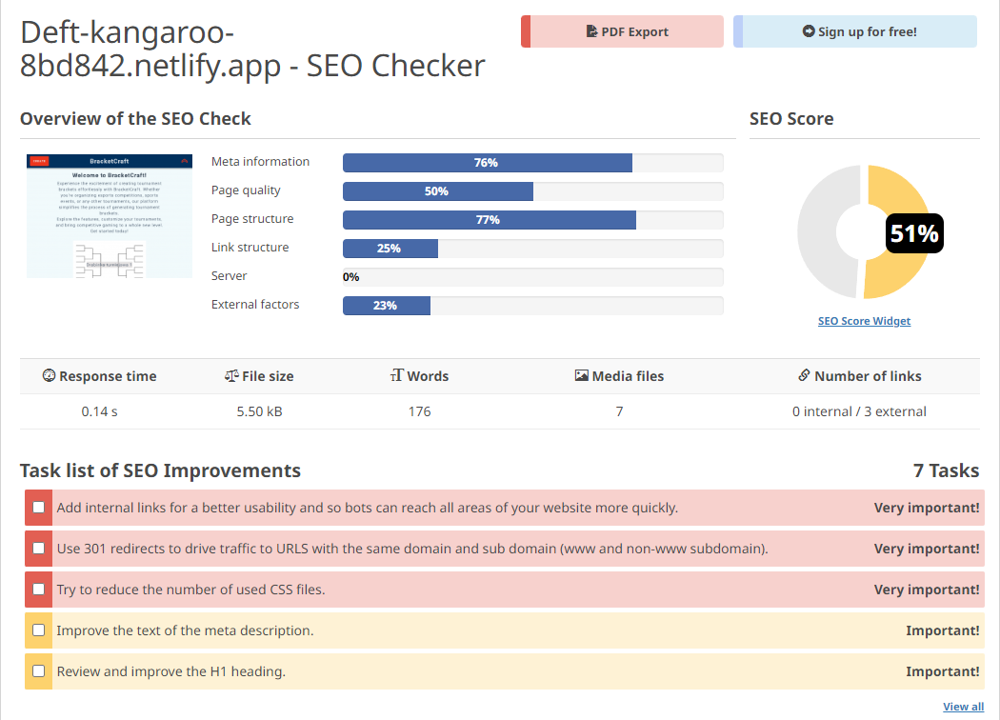 Deft-kangaroo-
8bd842.netlify.app - SEO Checker
PDF Export
Sign up for free!
Overview of the SEO Check
SEO Score
BracketCraft
Welcome to BracketCraft!
Experience the excitement of creating tournament
brackets effortlessly with BracketCraft. Whether
you're organizing esports competitions, sports
events, or any other tournaments, our platform
simplifies the process of generating tournament
brackets.
Explore the features, customize your tournaments,
and bring competitive gaming to a whole new level!
Get started today!
Meta information
76%
Page quality
50%
Page structure
77%
Link structure
25%
Server
0%
External factors
23%
51%
SEO Score Widget
Response time File size Words Media files Number of links
0.14 s 5.50 kB 176 7 0 internal / 3 external
Task list of SEO Improvements 7 Tasks
Add internal links for a better usability and so bots can reach all areas of your website more quickly. Very important!
Use 301 redirects to drive traffic to URLS with the same domain and sub domain (www and non-www subdomain). Very important!
Try to reduce the number of used CSS files. Very important!
Improve the text of the meta description. Important!
Review and improve the H1 heading. Important!
View all